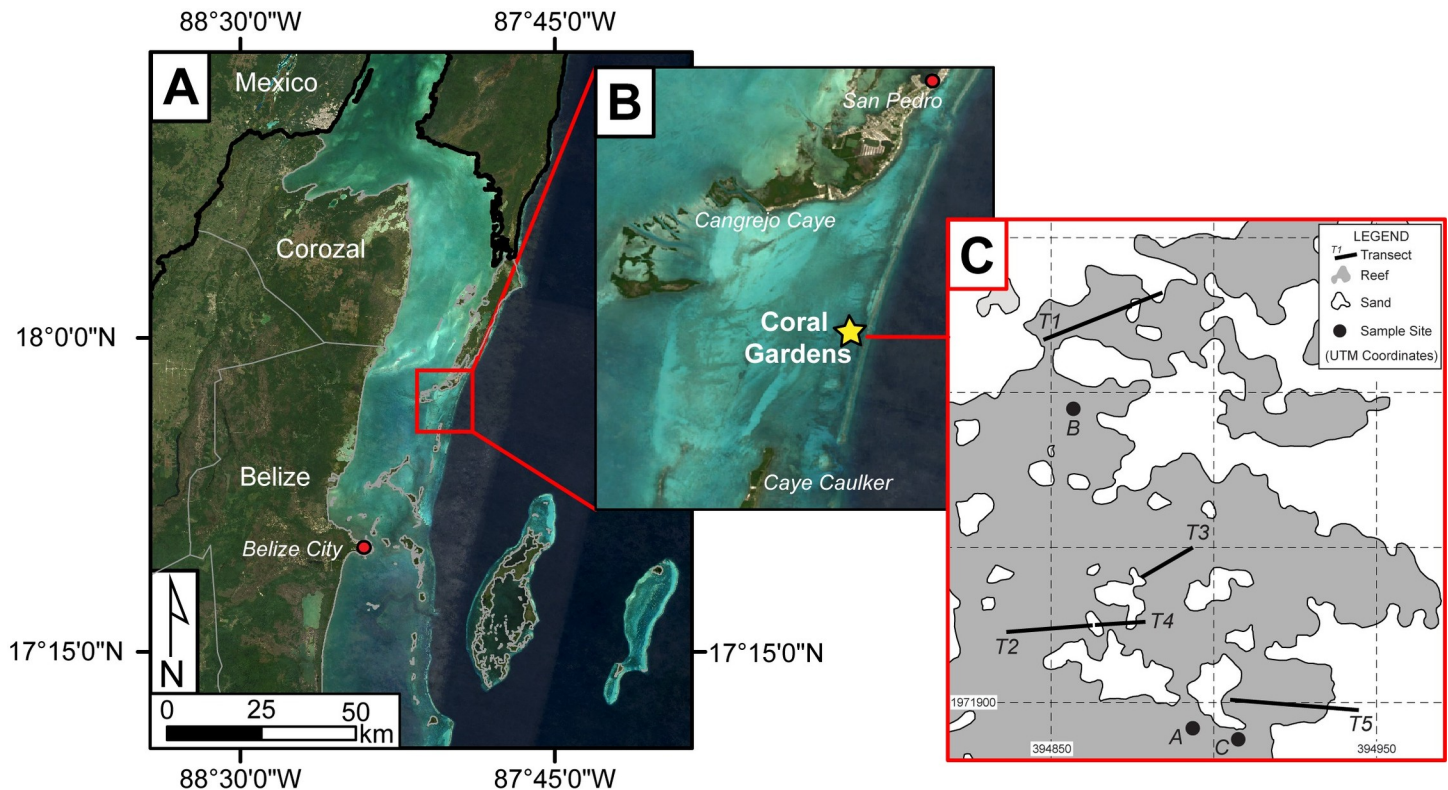 88°30'0"W
87°45'0"W
A
Mexico
Corozal
18°0'0"N
Belize
Belize City
N
0 25 50
km
17°15'0"N
17°15'0"N
88°30'0"W
87°45'0"W
B
San Pedro
Cangrejo Caye
Coral
Gardens
Caye Caulker
C
LEGEND
T1 Transect
Reef
Sand
Sample Site
(UTM Coordinates)
T1
B
T3
T4
T2
1971900
A
C
T5
394850
394950